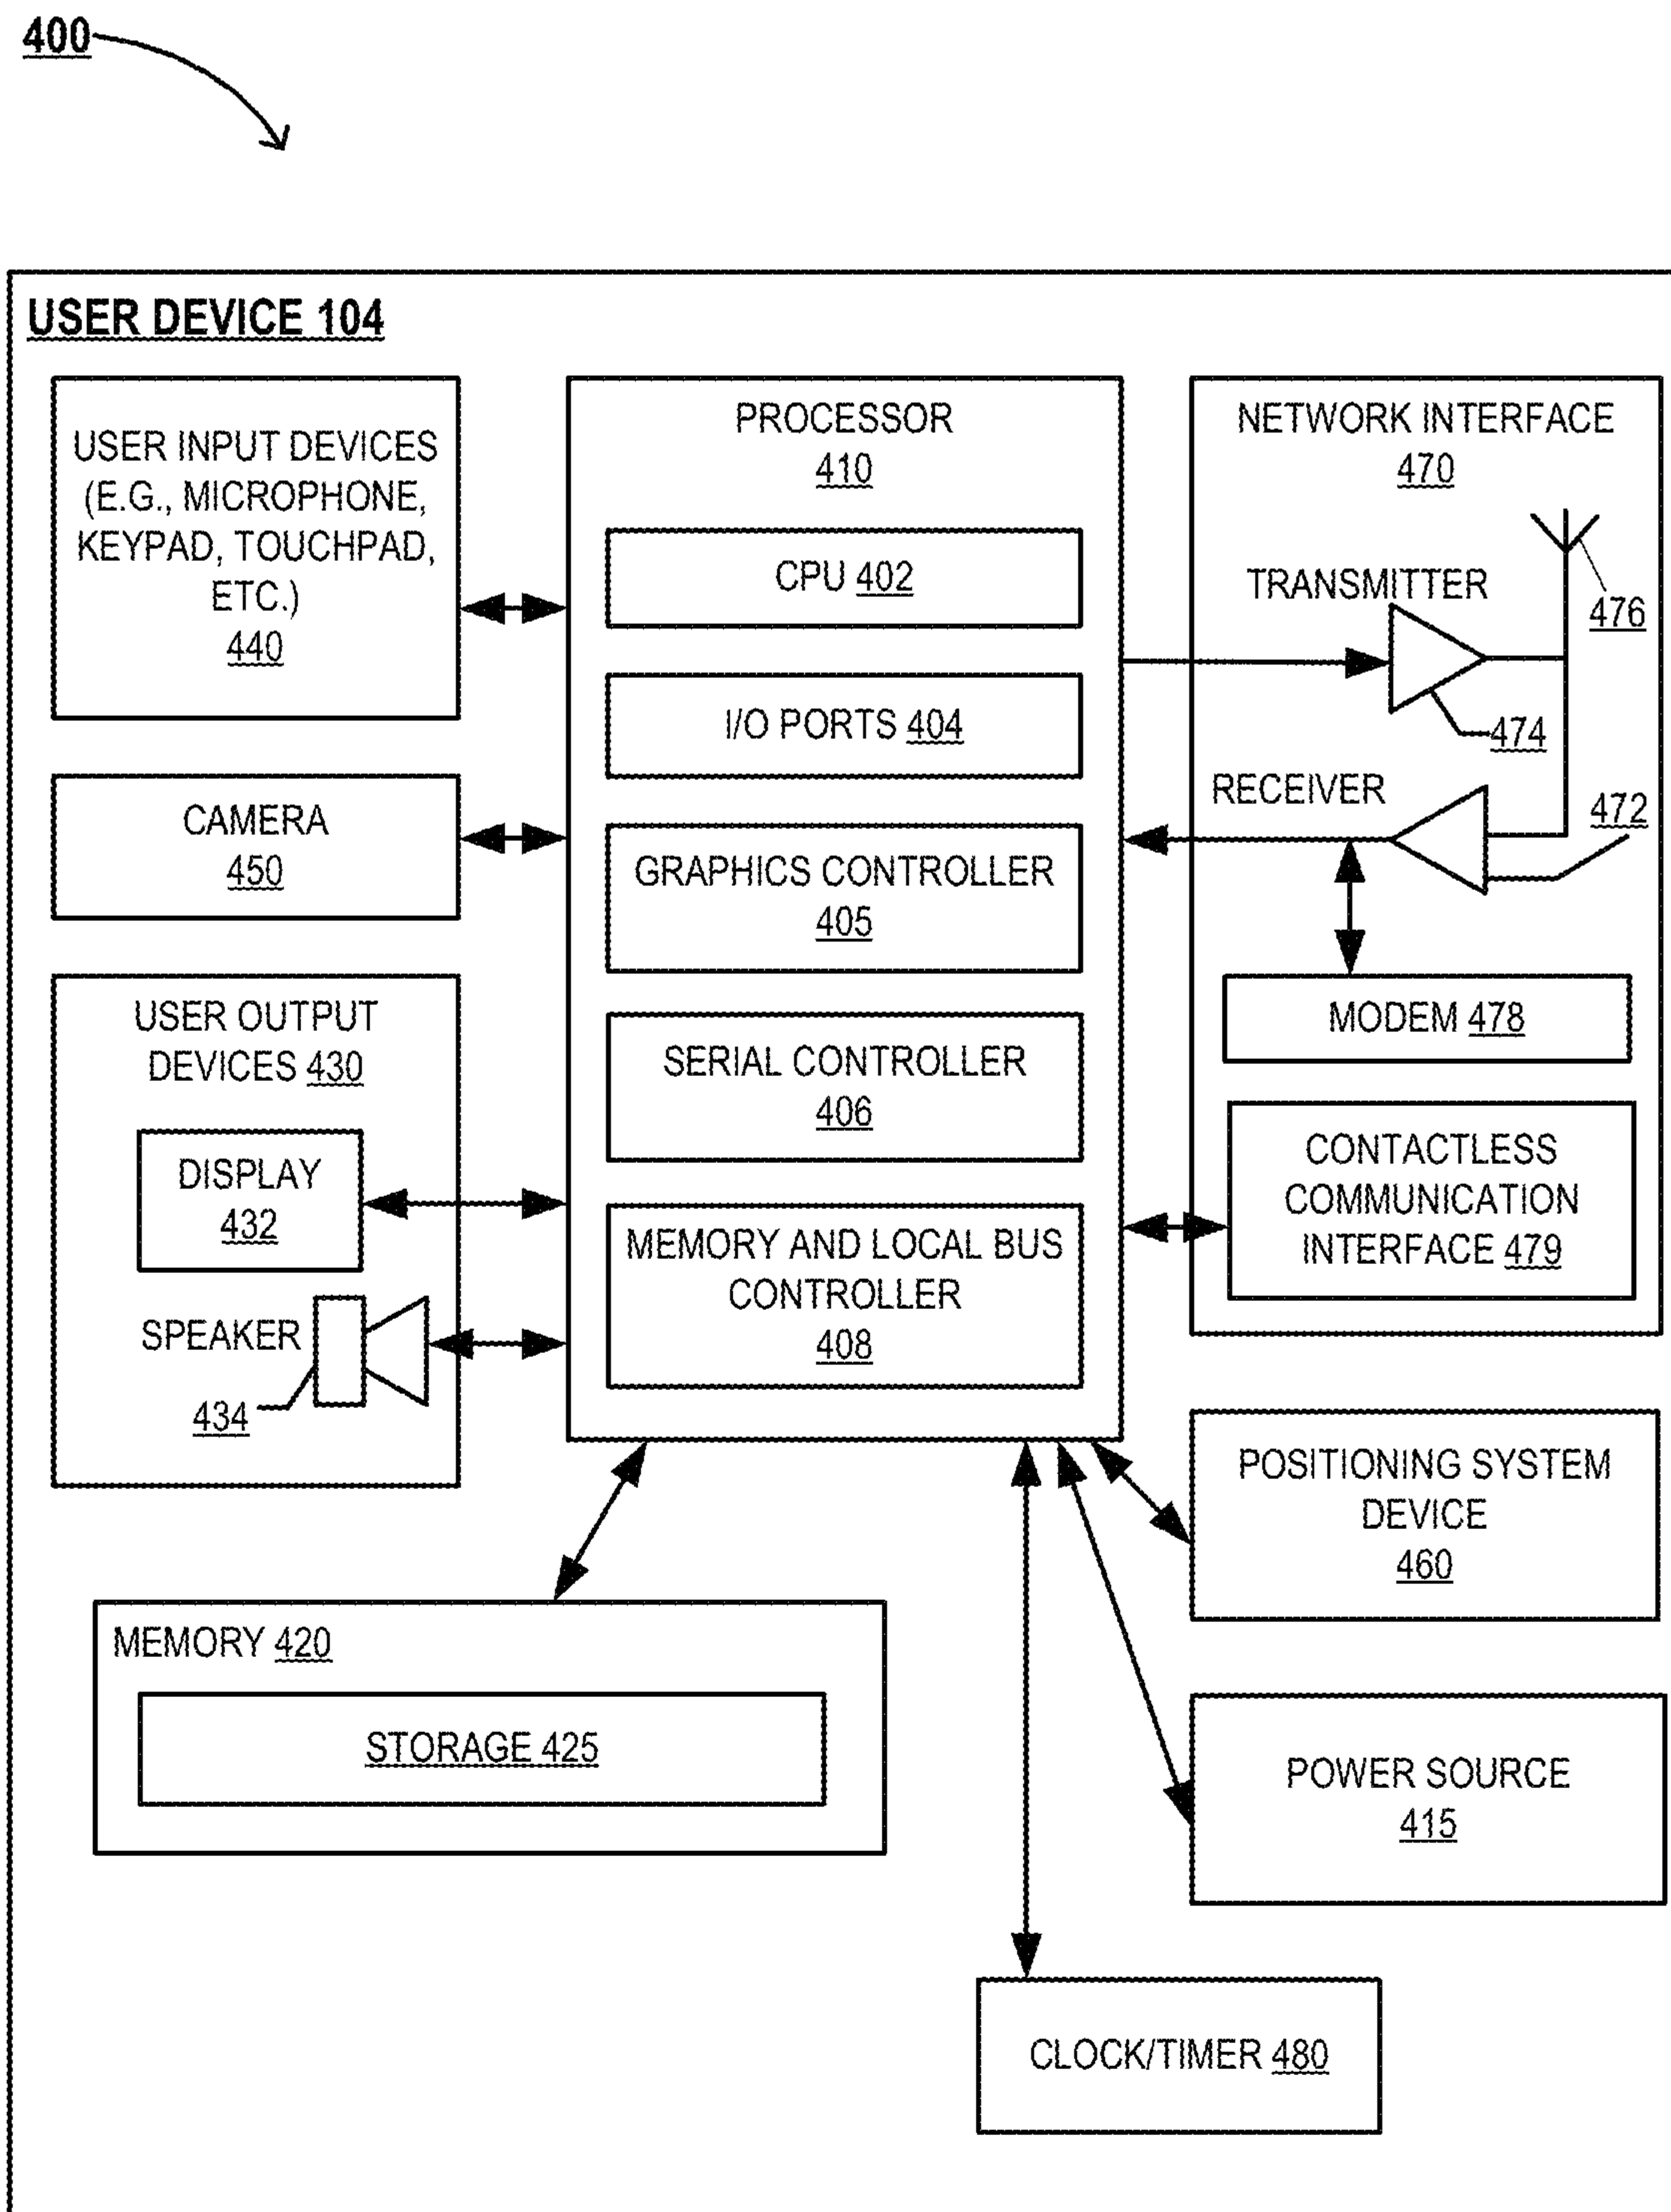 400
USER DEVICE 104
USER INPUT DEVICES
(E.G., MICROPHONE,
KEYPAD, TOUCHPAD,
ETC.)
440
CAMERA
450
USER OUTPUT
DEVICES 430
DISPLAY
432
SPEAKER
434
PROCESSOR
410
CPU 402
I/O PORTS 404
GRAPHICS CONTROLLER
405
SERIAL CONTROLLER
406
MEMORY AND LOCAL BUS
CONTROLLER
408
NETWORK INTERFACE
470
TRANSMITTER
476
474
RECEIVER
472
MODEM 478
CONTACTLESS
COMMUNICATION
INTERFACE 479
POSITIONING SYSTEM
DEVICE
460
MEMORY 420
STORAGE 425
POWER SOURCE
415
CLOCK/TIMER 480